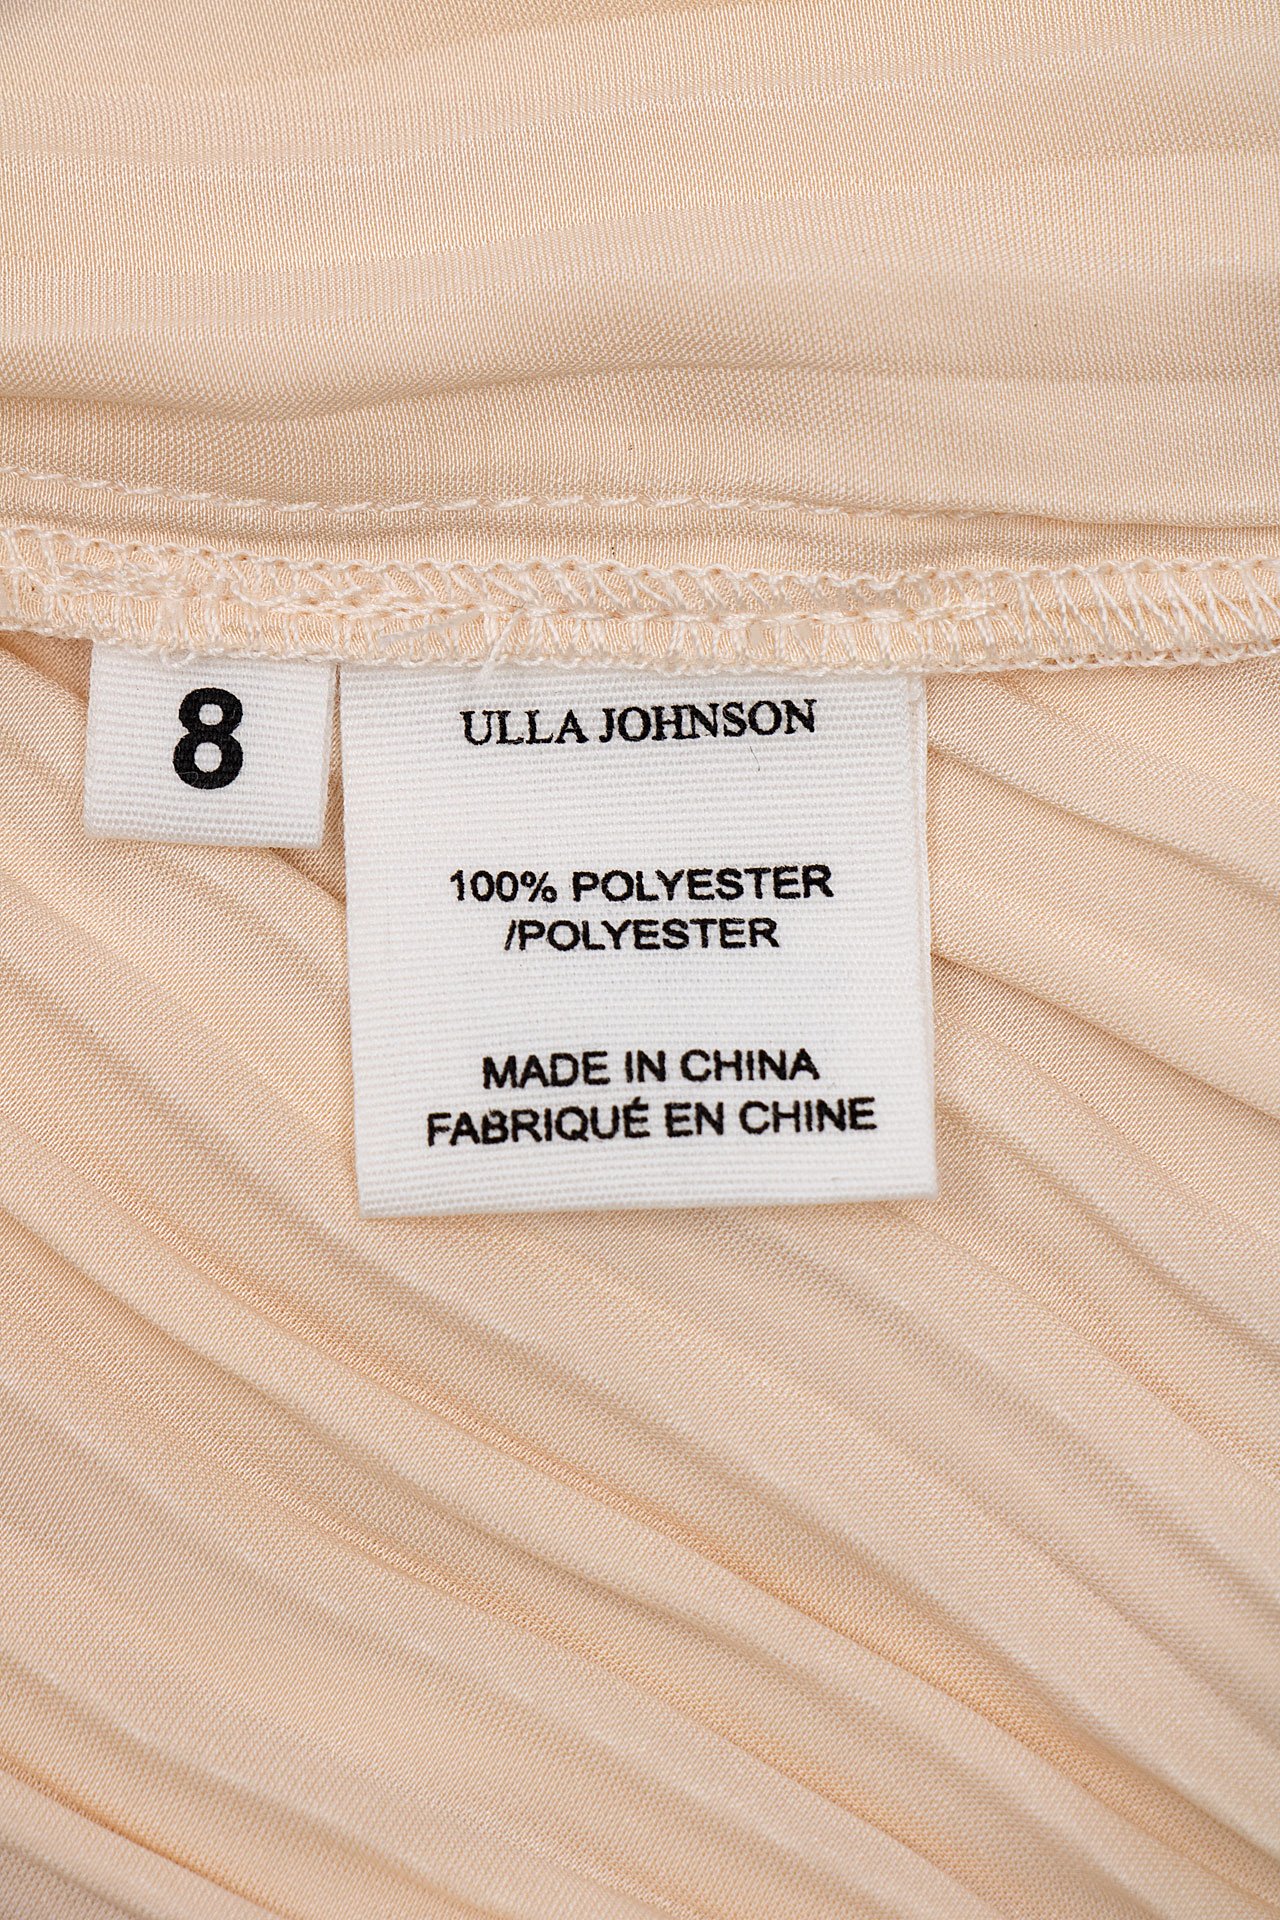 8
ULLA JOHNSON
100% POLYESTER
/POLYESTER
MADE IN CHINA
FABRIQUÉ EN CHINE